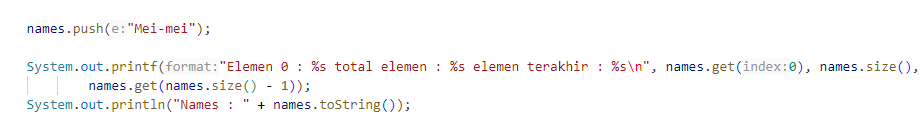 names.push(e:"Mei-mei");
System.out.printf(format:"Elemen 0 : %s total elemen : %s elemen terakhir : %s\n", names.get(index:0), names.size(),
names.get(names.size() - 1));
System.out.println("Names : " + names.toString());